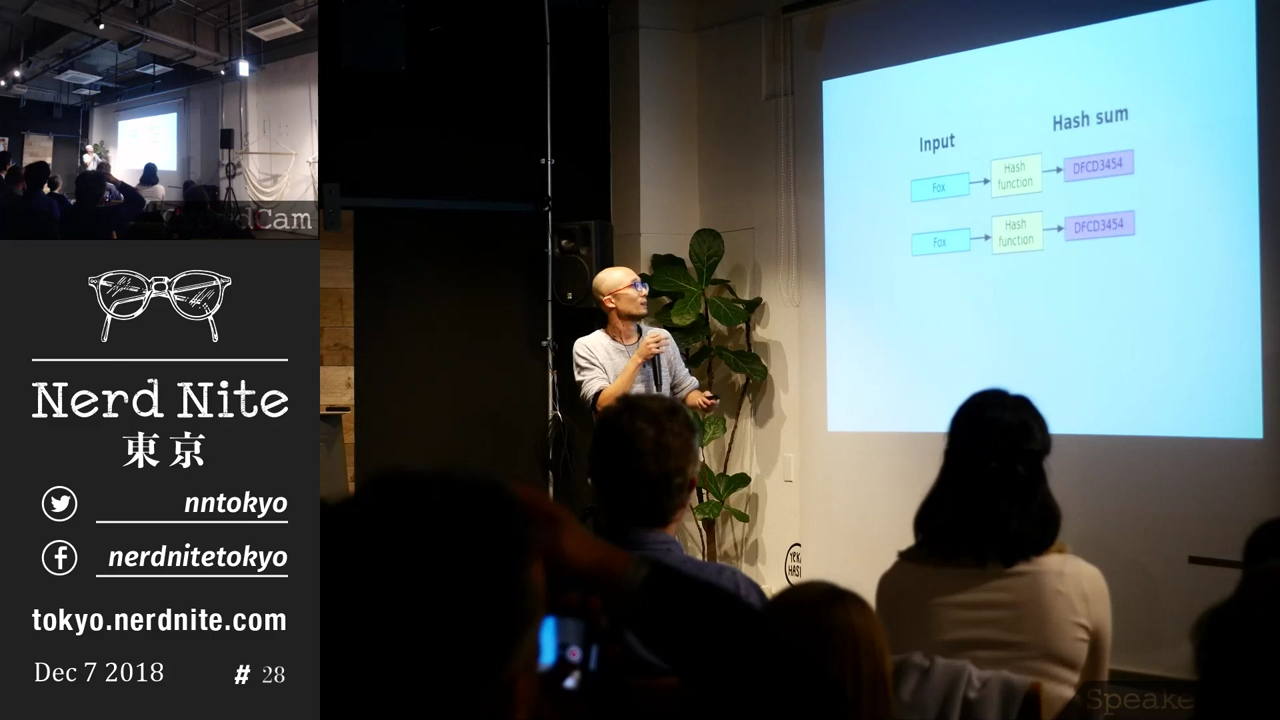 CrowdCam
Nerd Nite
東京
nntokyo
nerdnitetokyo
tokyo.nerdnite.com
Dec 7 2018
# 28
Input
Hash sum
Fox
Hash
function
DFCD3454
Fox
Hash
function
DFCD3454
Speake